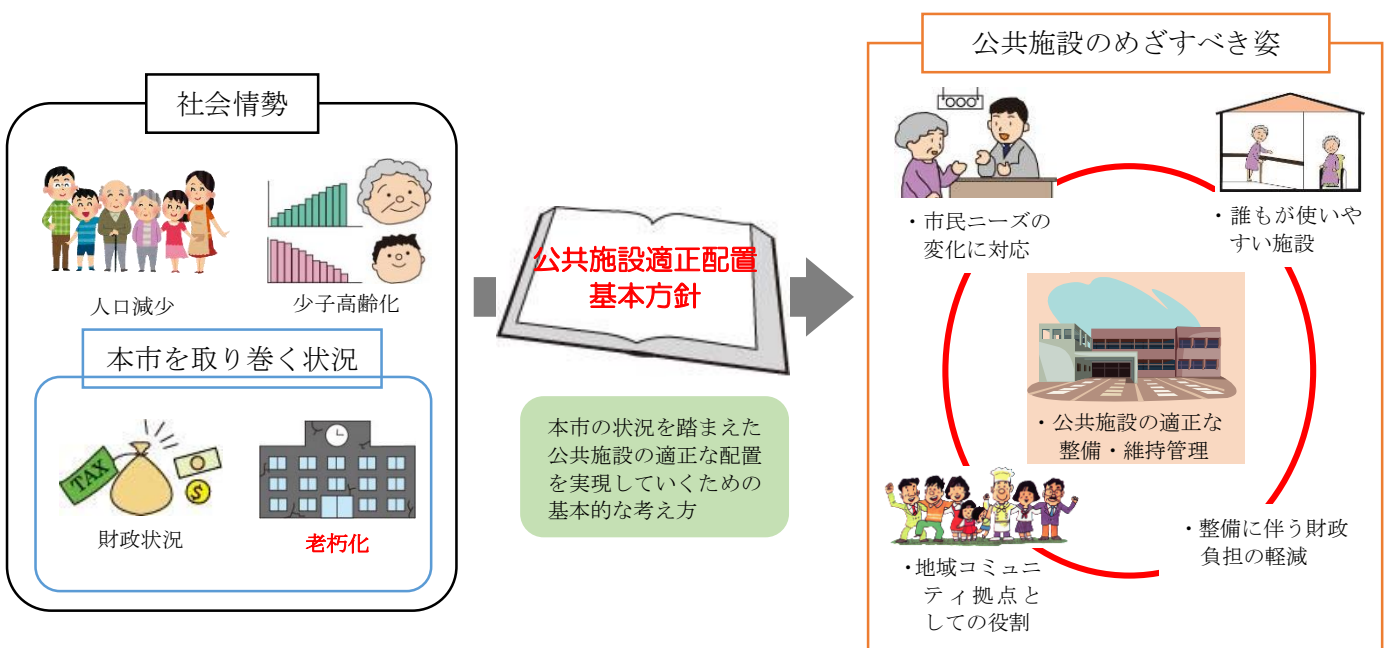 社会情勢
人口減少
少子高齢化
本市を取り巻く状況
TAX
財政状況
老朽化
公共施設適正配置
基本方針
本市の状況を踏まえた
公共施設の適正な配置
を実現していくための
基本的な考え方
公共施設のめざすべき姿
・市民ニーズの
変化に対応
・誰もが使いや
すい施設
・公共施設の適正な
整備・維持管理
・地域コミュニ
ティ拠点と
しての役割
・整備に伴う財政
負担の軽減